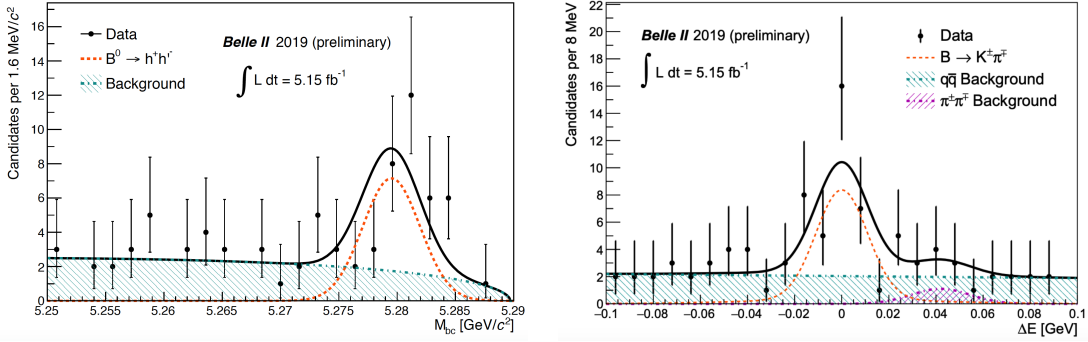 Candidates per 1.6 MeV/c²
16
14
12
10
8
6
4
2
0
Belle II 2019 (preliminary)
∫ L dt = 5.15 fb⁻¹
Data
B⁰ → h⁺h'⁻
Background
5.25 5.255 5.26 5.265 5.27 5.275 5.28 5.285 5.29
M_bc [GeV/c²]
Candidates per 8 MeV
22
20
18
16
14
12
10
8
6
4
2
0
Belle II 2019 (preliminary)
∫ L dt = 5.15 fb⁻¹
Data
B → K±π∓
qq̄ Background
π±π∓ Background
−0.1 −0.08 −0.06 −0.04 −0.02 0 0.02 0.04 0.06 0.08 0.1
ΔE [GeV]